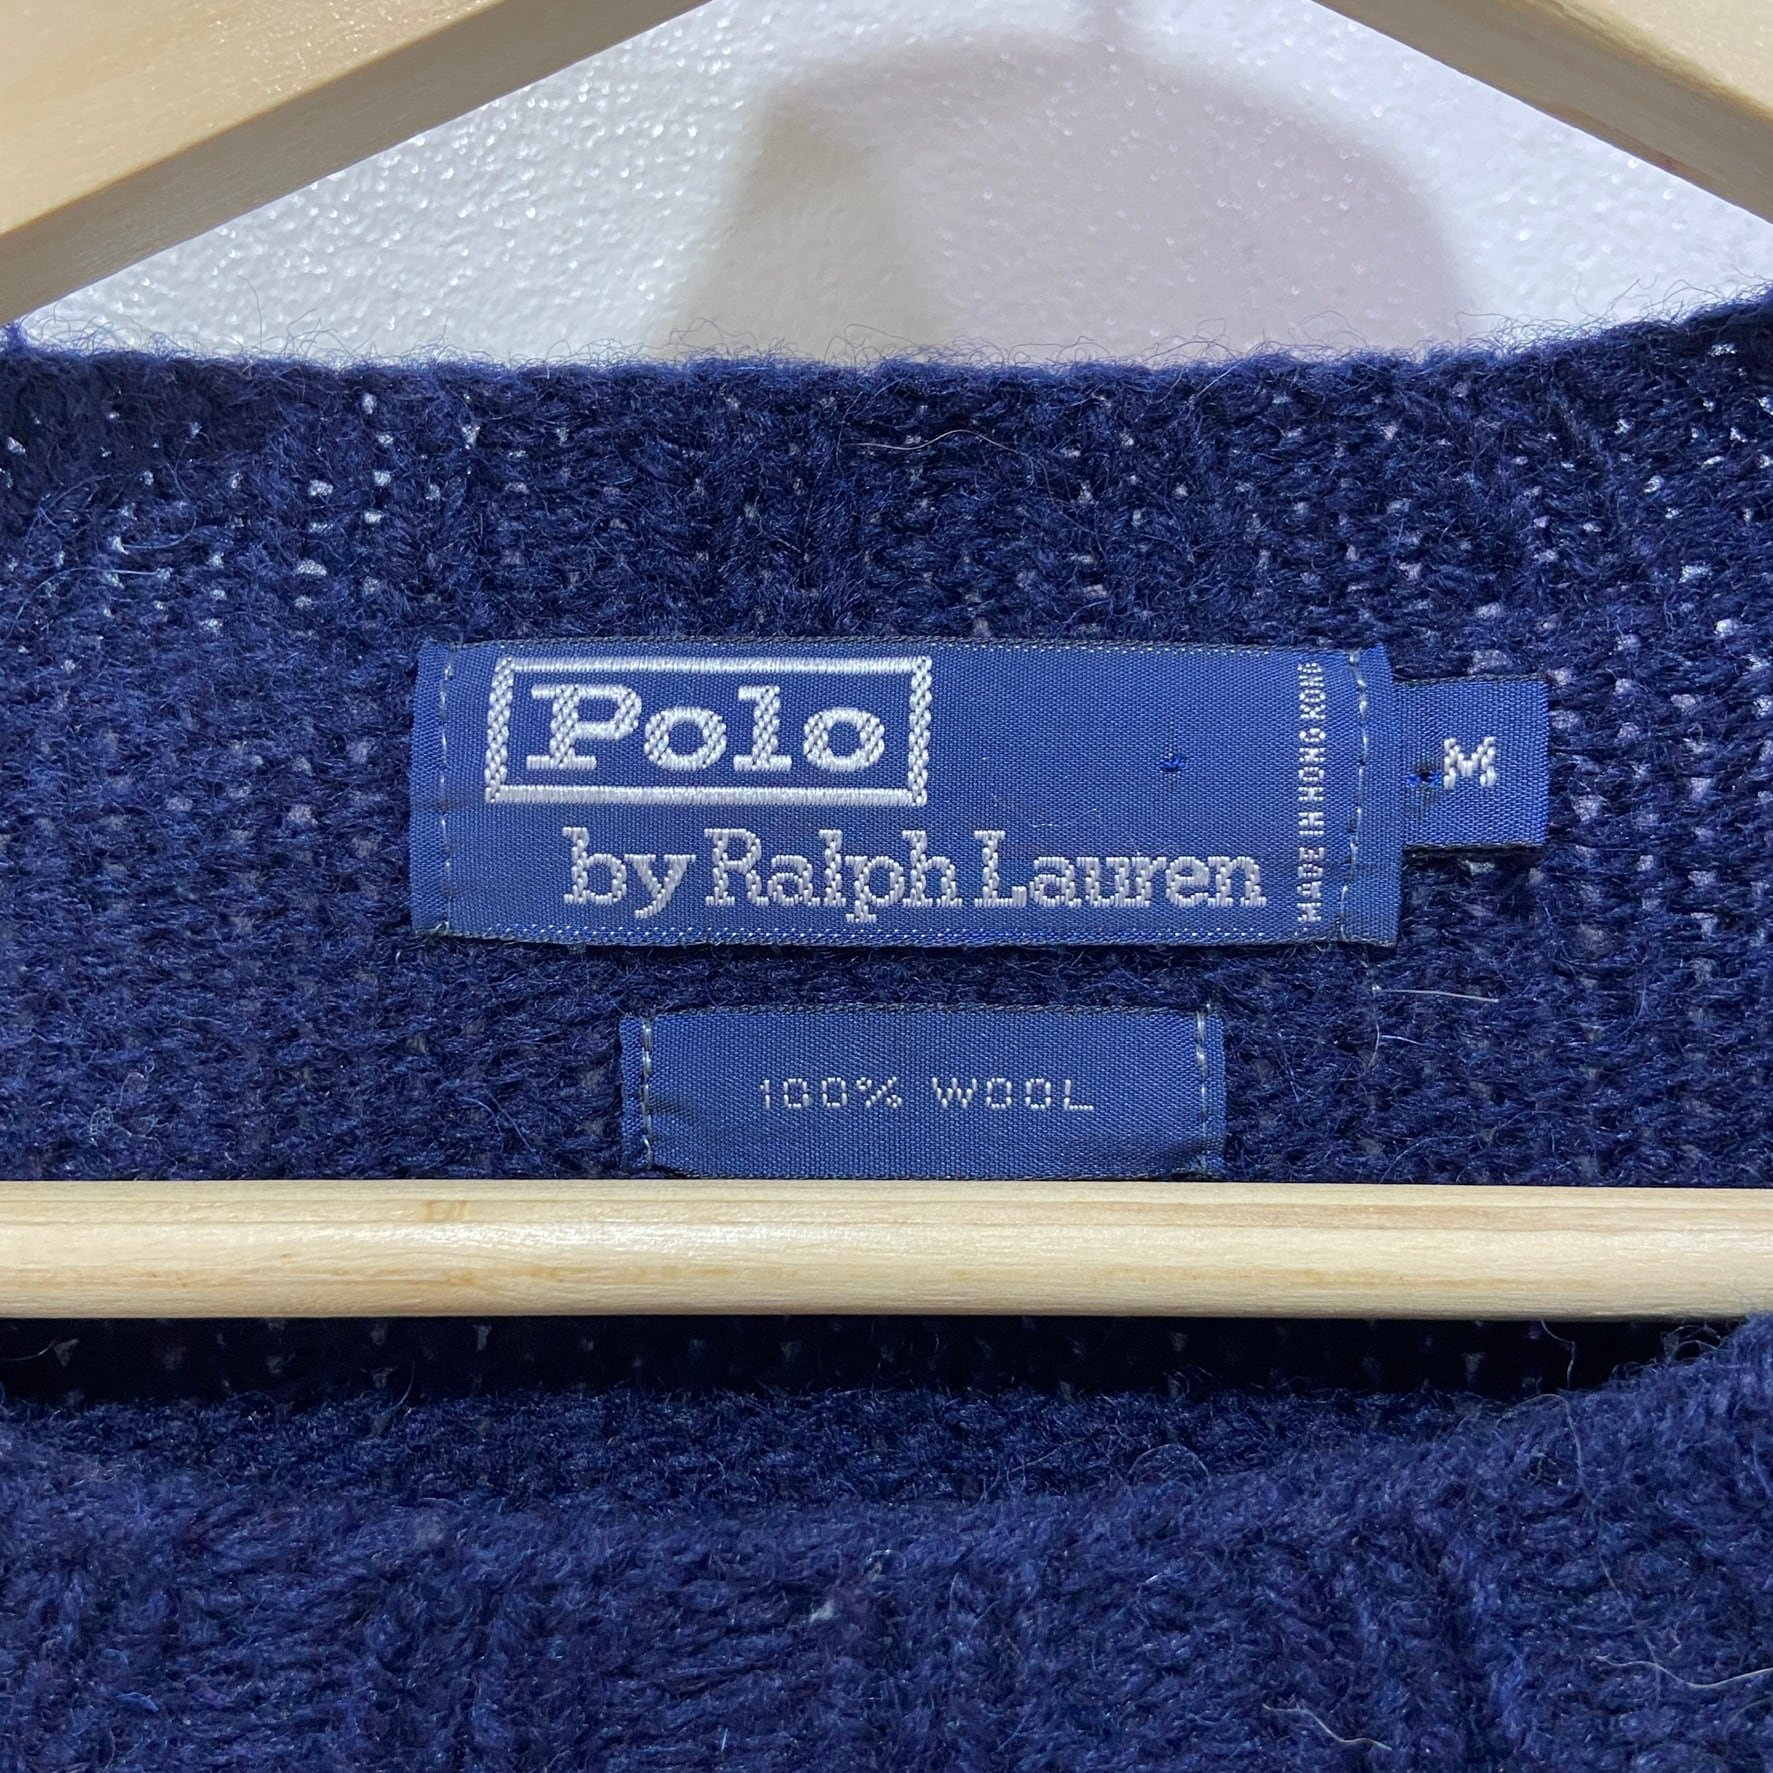 Polo
by Ralph Lauren
MADE IN HONG KONG
M
100% WOOL